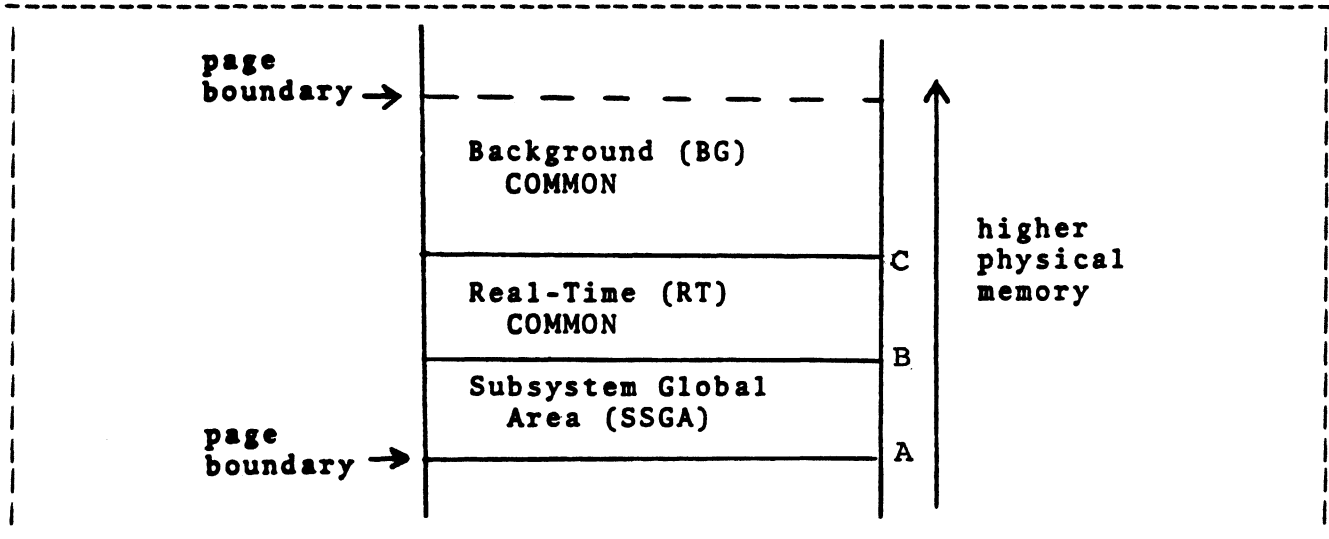 page
boundary
Background (BG)
COMMON
C
higher
physical
memory
Real-Time (RT)
COMMON
B
Subsystem Global
Area (SSGA)
A
page
boundary